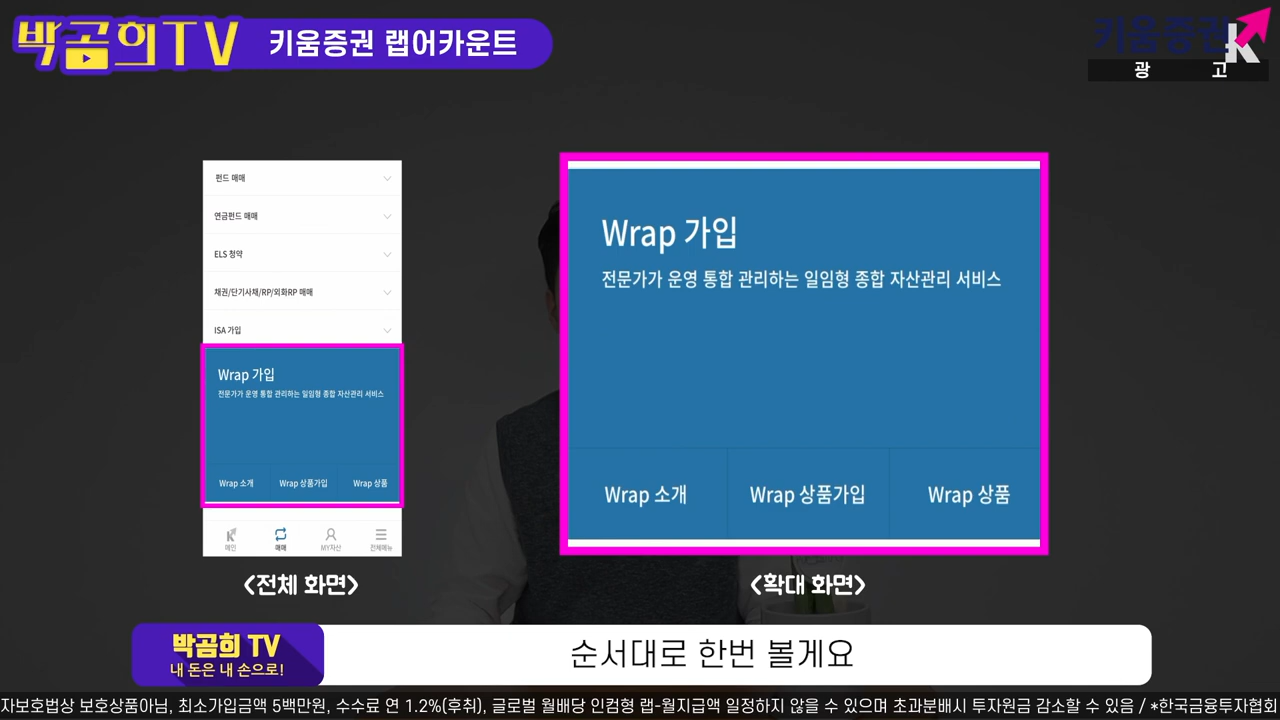 박곰희TV
키움증권 랩어카운트
키움증권
광 고
펀드 매매
연금펀드 매매
ELS 청약
채권/단기사채/RP/외화RP 매매
ISA 가입
Wrap 가입
전문가가 운영 통합 관리하는 일임형 종합 자산관리 서비스
Wrap 소개
Wrap 상품가입
Wrap 상품
메인
매매
MY자산
전체메뉴
<전체 화면>
Wrap 가입
전문가가 운영 통합 관리하는 일임형 종합 자산관리 서비스
Wrap 소개
Wrap 상품가입
Wrap 상품
<확대 화면>
박곰희 TV
내 돈은 내 손으로!
순서대로 한번 볼게요
자보호법상 보호상품아님, 최소가입금액 5백만원, 수수료 연 1.2%(후취), 글로벌 월배당 인컴형 랩-월지급액 일정하지 않을 수 있으며 초과분배시 투자원금 감소할 수 있음 / *한국금융투자협회